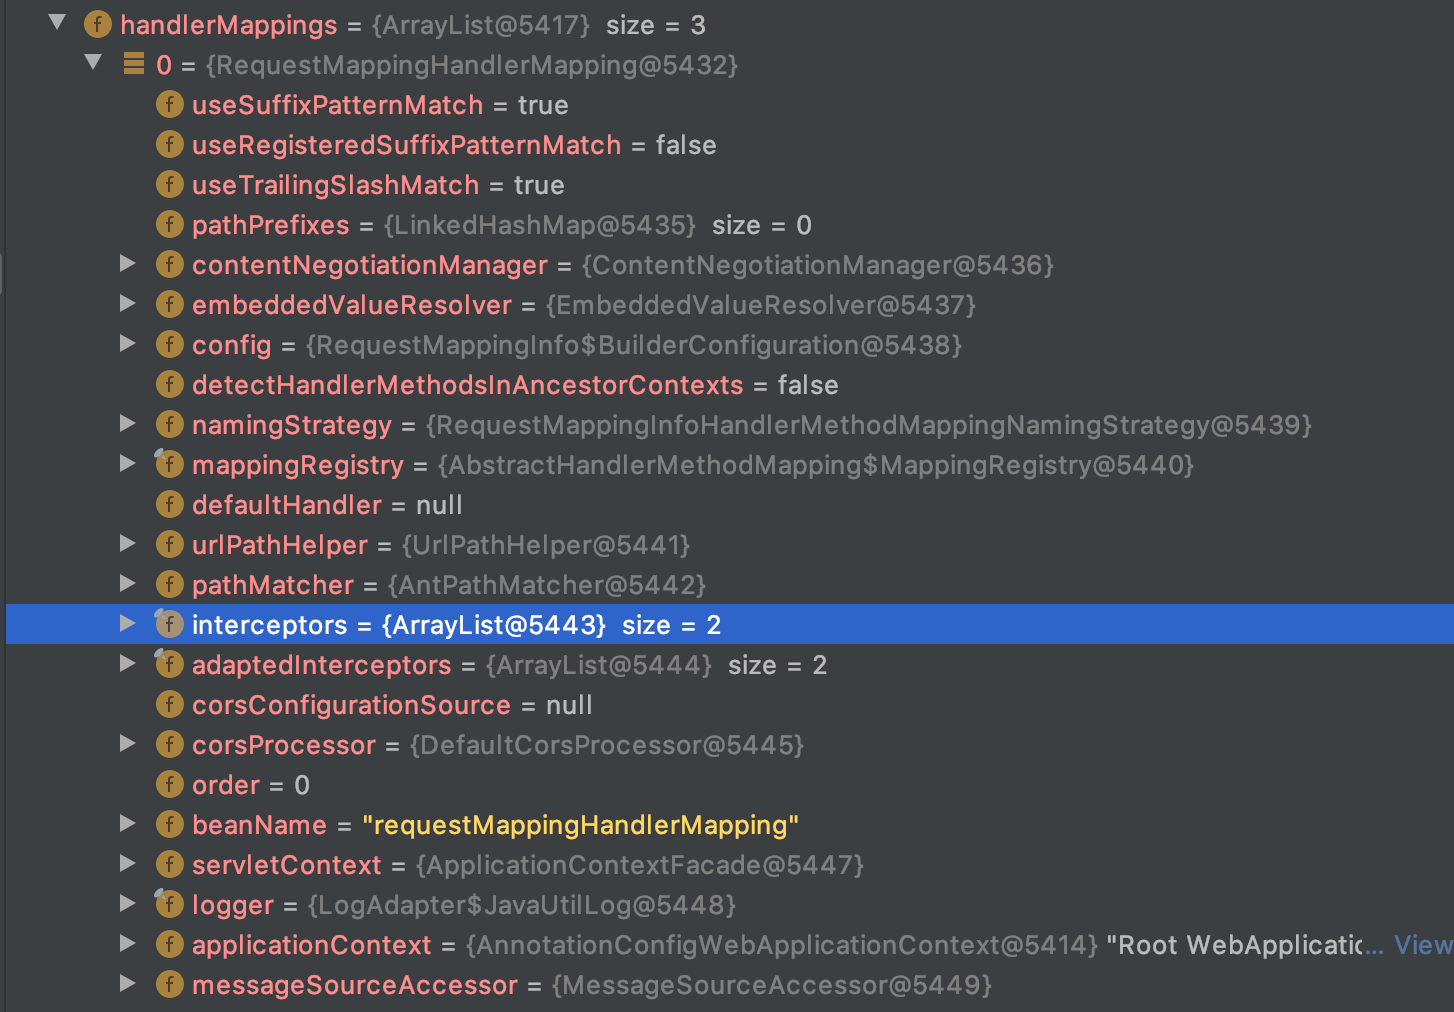 handlerMappings = {ArrayList@5417} size = 3
0 = {RequestMappingHandlerMapping@5432}
f useSuffixPatternMatch = true
f useRegisteredSuffixPatternMatch = false
f useTrailingSlashMatch = true
f pathPrefixes = {LinkedHashMap@5435} size = 0
f contentNegotiationManager = {ContentNegotiationManager@5436}
f embeddedValueResolver = {EmbeddedValueResolver@5437}
f config = {RequestMappingInfo$BuilderConfiguration@5438}
f detectHandlerMethodsInAncestorContexts = false
f namingStrategy = {RequestMappingInfoHandlerMethodMappingNamingStrategy@5439}
f mappingRegistry = {AbstractHandlerMethodMapping$MappingRegistry@5440}
f defaultHandler = null
f urlPathHelper = {UrlPathHelper@5441}
f pathMatcher = {AntPathMatcher@5442}
f interceptors = {ArrayList@5443} size = 2
f adaptedInterceptors = {ArrayList@5444} size = 2
f corsConfigurationSource = null
f corsProcessor = {DefaultCorsProcessor@5445}
f order = 0
f beanName = "requestMappingHandlerMapping"
f servletContext = {ApplicationContextFacade@5447}
f logger = {LogAdapter$JavaUtilLog@5448}
f applicationContext = {AnnotationConfigWebApplicationContext@5414} "Root WebApplicatic... View
f messageSourceAccessor = {MessageSourceAccessor@5449}